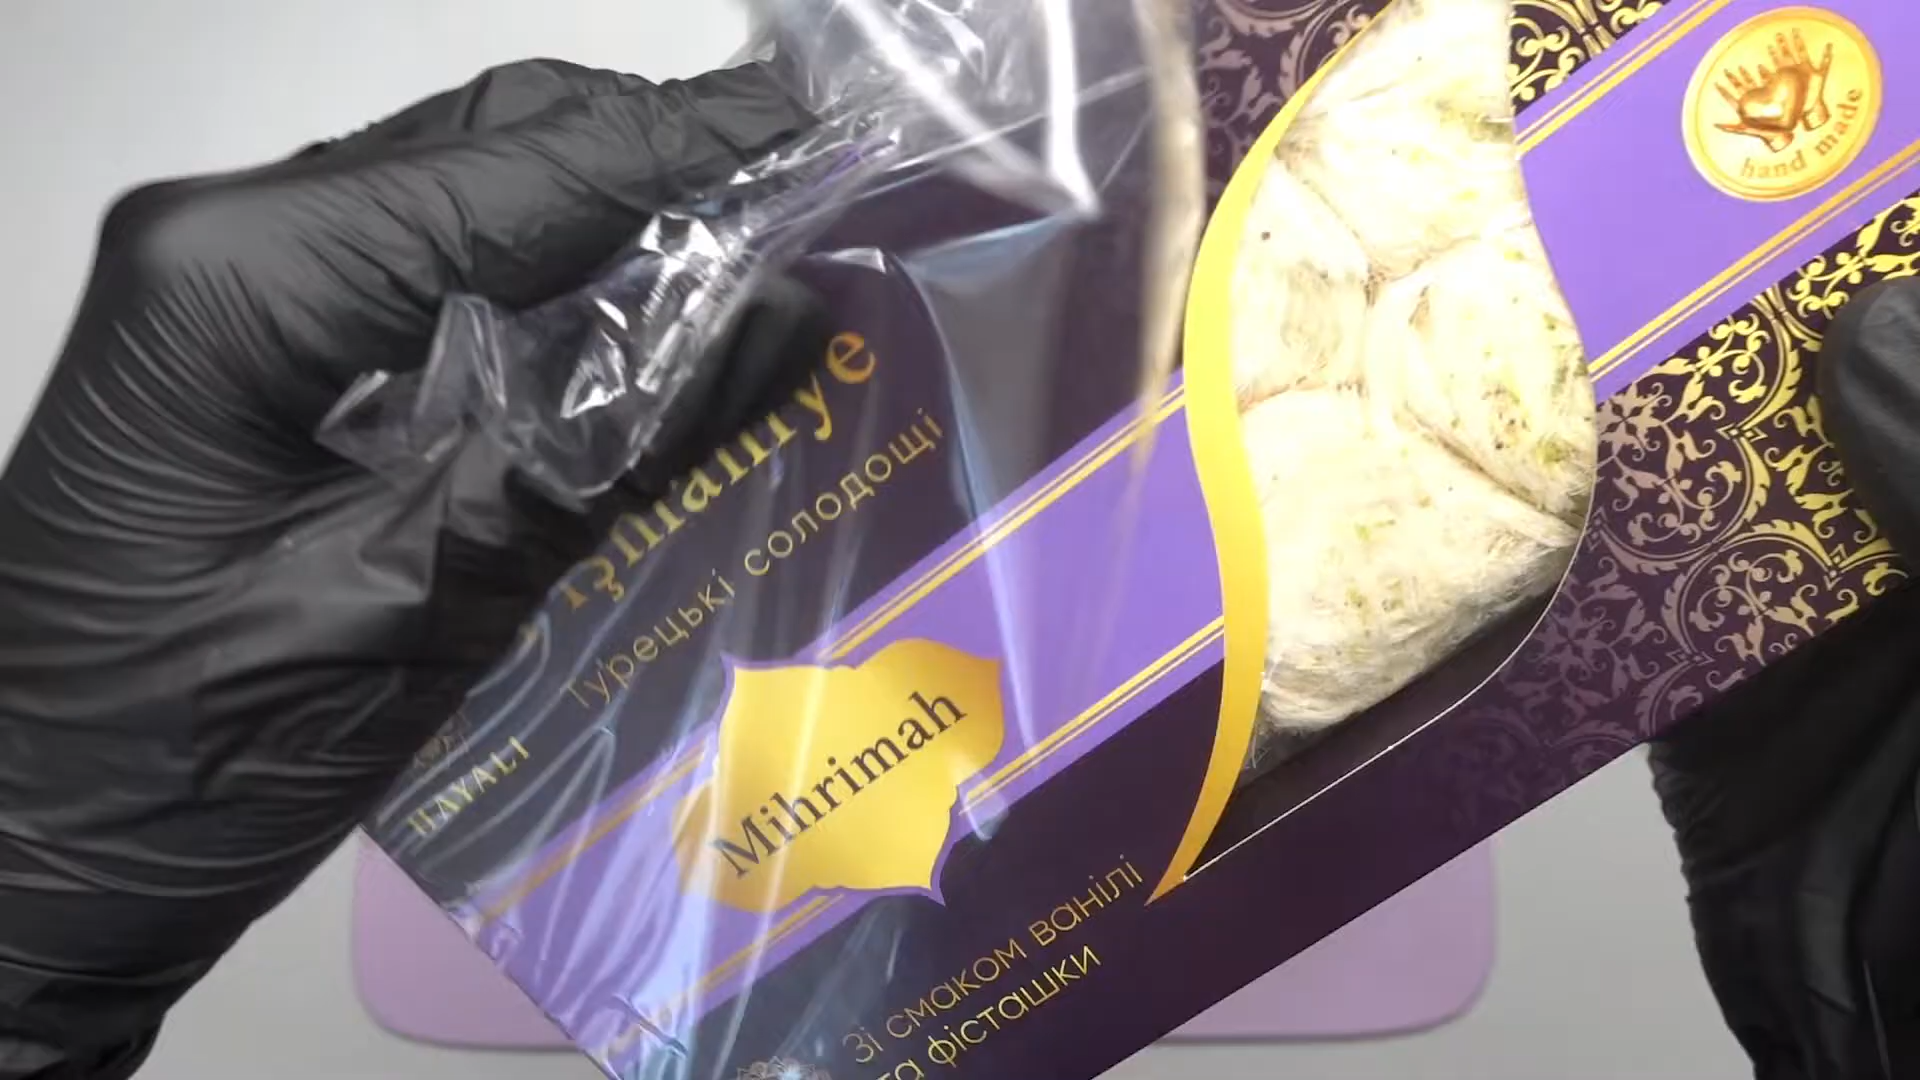 Турецькі солодощі
HAYALI
Mihrimah
Зі смаком ванілі
та фісташки
hand made